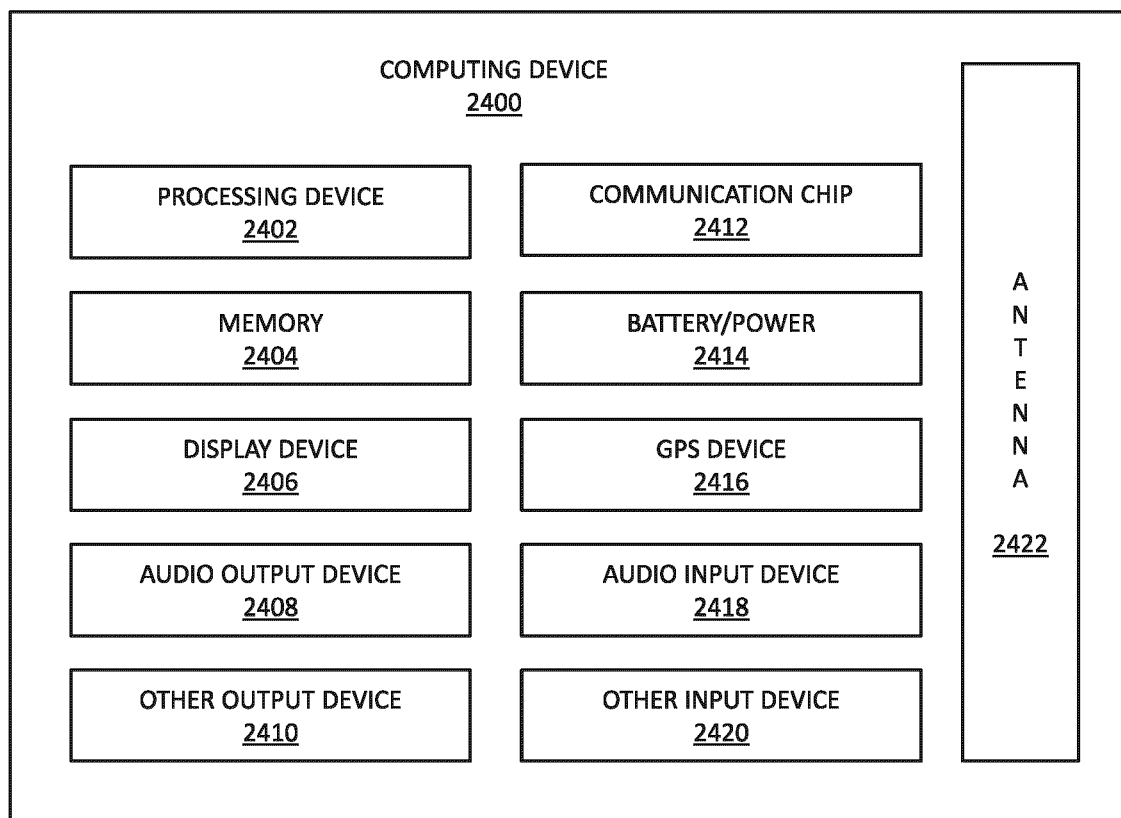 COMPUTING DEVICE
2400
PROCESSING DEVICE
2402
COMMUNICATION CHIP
2412
MEMORY
2404
BATTERY/POWER
2414
DISPLAY DEVICE
2406
GPS DEVICE
2416
AUDIO OUTPUT DEVICE
2408
AUDIO INPUT DEVICE
2418
OTHER OUTPUT DEVICE
2410
OTHER INPUT DEVICE
2420
ANTENNA
2422